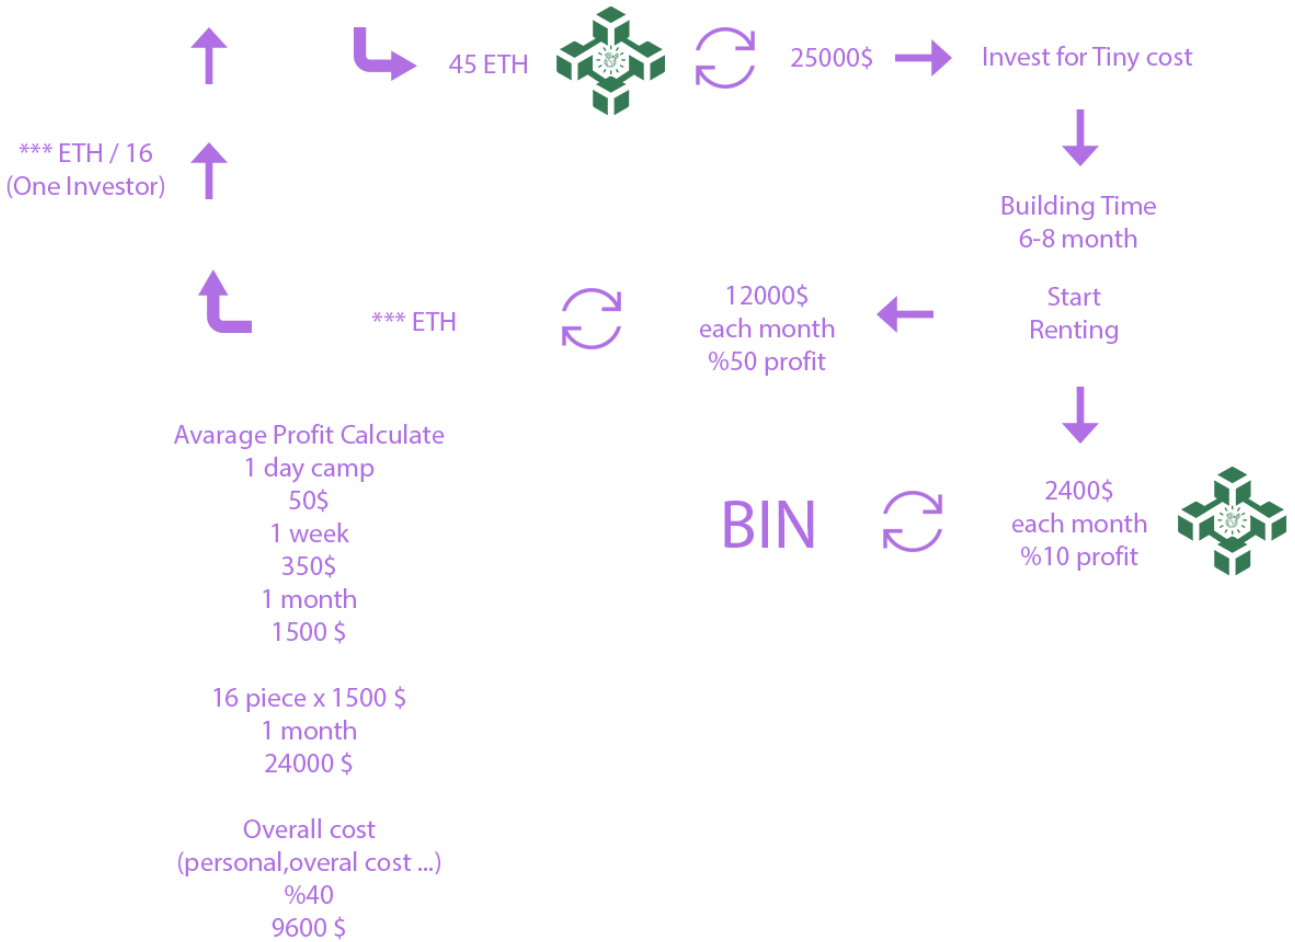 45 ETH
25000$
Invest for Tiny cost
*** ETH / 16
(One Investor)
Building Time
6-8 month
Start
Renting
12000$
each month
%50 profit
*** ETH
2400$
each month
%10 profit
BIN
Avarage Profit Calculate
1 day camp
50$
1 week
350$
1 month
1500 $
16 piece x 1500 $
1 month
24000 $
Overall cost
(personal,overal cost ...)
%40
9600 $